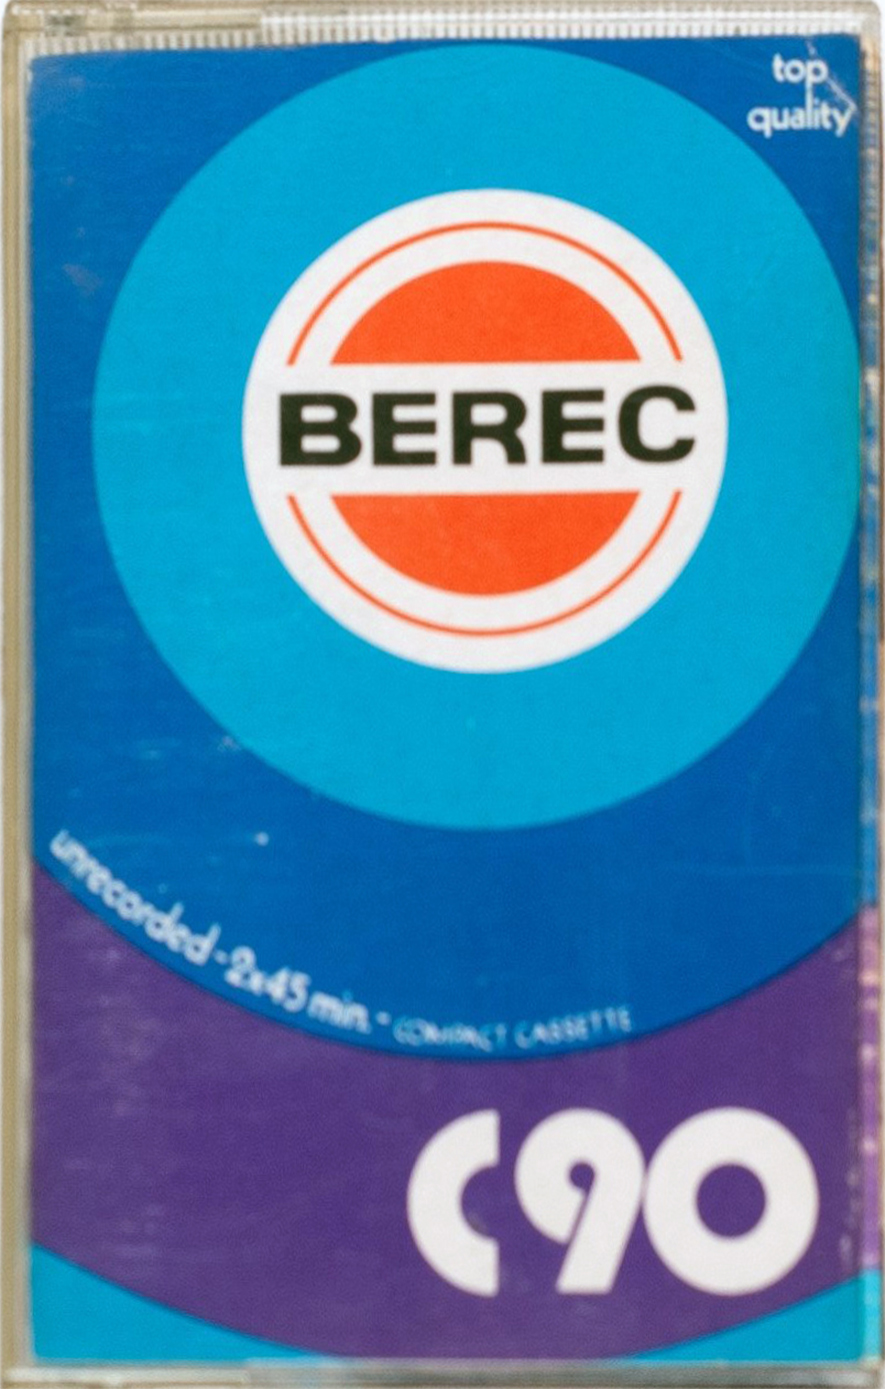 top
quality
BEREC
unrecorded - 2x45 min. - COMPACT CASSETTE
C90